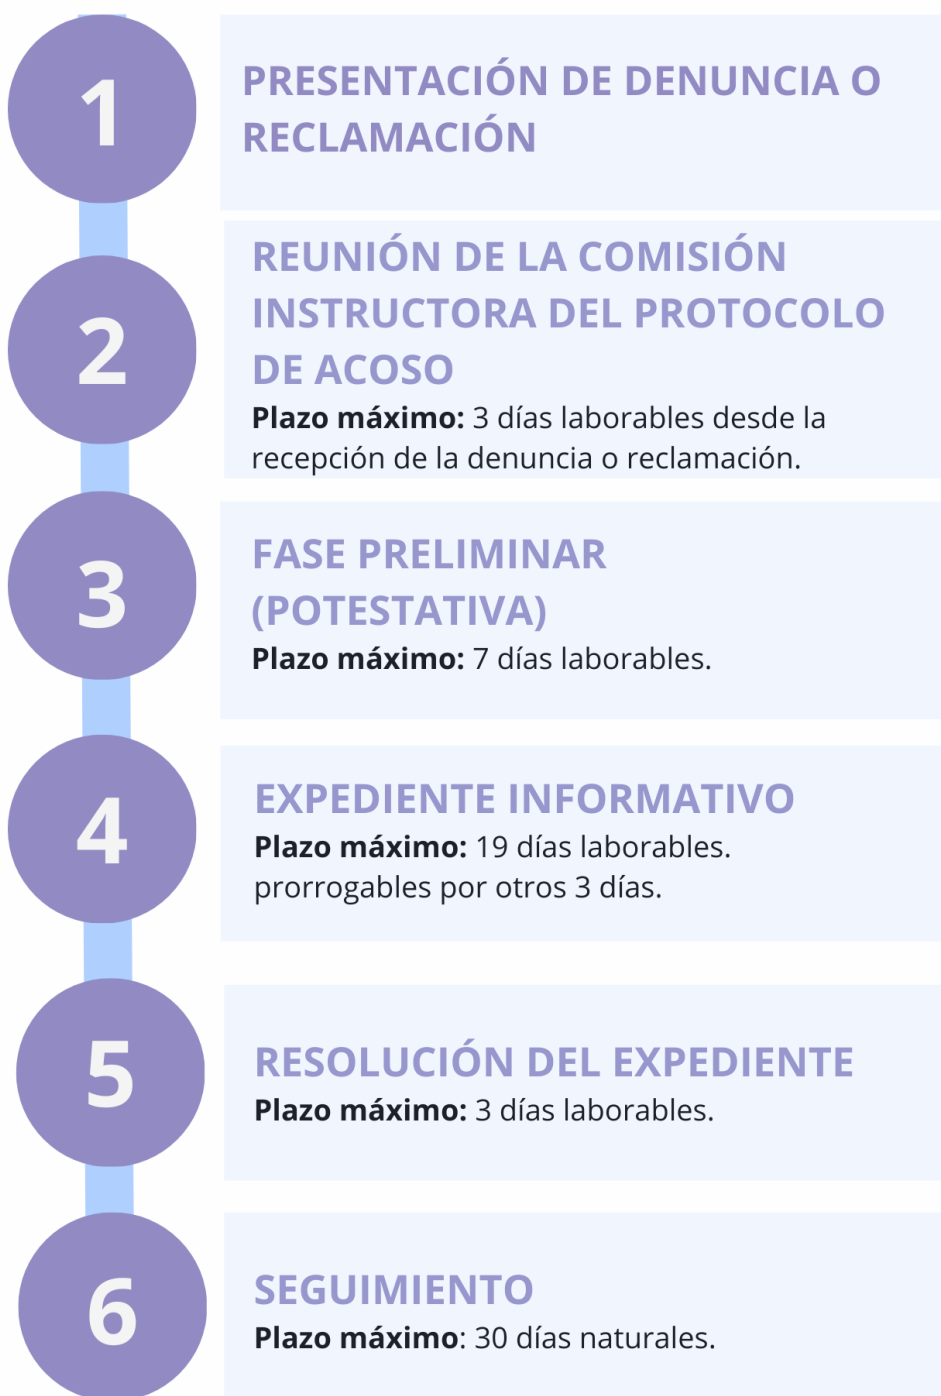 1
PRESENTACIÓN DE DENUNCIA O
RECLAMACIÓN
2
REUNIÓN DE LA COMISIÓN
INSTRUCTORA DEL PROTOCOLO
DE ACOSO
Plazo máximo: 3 días laborables desde la
recepción de la denuncia o reclamación.
3
FASE PRELIMINAR
(POTESTATIVA)
Plazo máximo: 7 días laborables.
4
EXPEDIENTE INFORMATIVO
Plazo máximo: 19 días laborables.
prorrogables por otros 3 días.
5
RESOLUCIÓN DEL EXPEDIENTE
Plazo máximo: 3 días laborables.
6
SEGUIMIENTO
Plazo máximo: 30 días naturales.